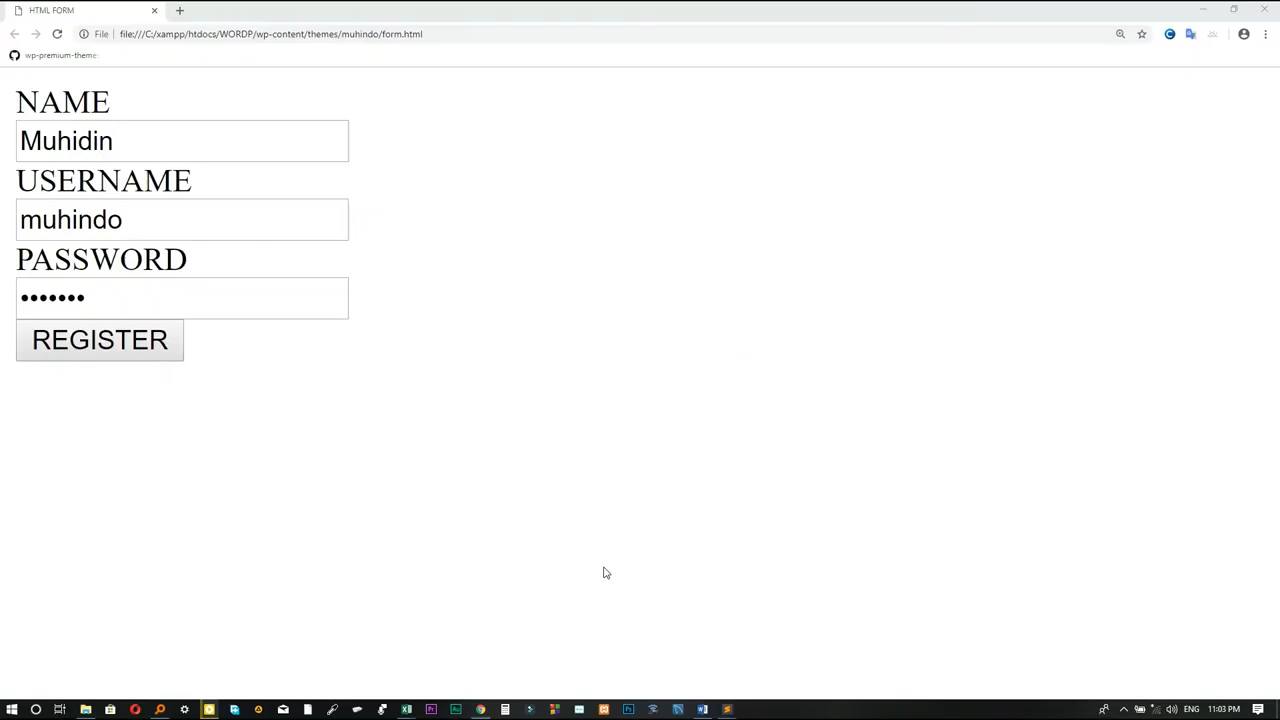 HTML FORM
File file:///C:/xampp/htdocs/WORDP/wp-content/themes/muhindo/form.html
wp-premium-theme
NAME
Muhidin
USERNAME
muhindo
PASSWORD
•••••••
REGISTER
ENG 11:03 PM